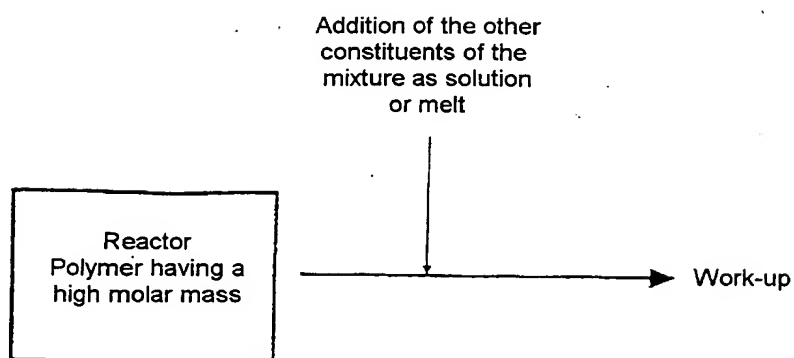 Addition of the other
constituents of the
mixture as solution
or melt
Reactor
Polymer having a
high molar mass
Work-up